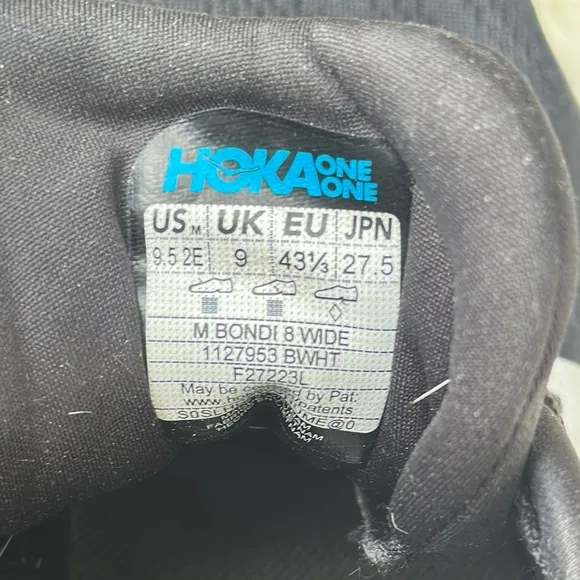 HOKA ONE ONE
US M UK EU JPN
9.5 2E 9 43⅓ 27.5
M BONDI 8 WIDE
1127953 BWHT
F27223L
May be by Pat.